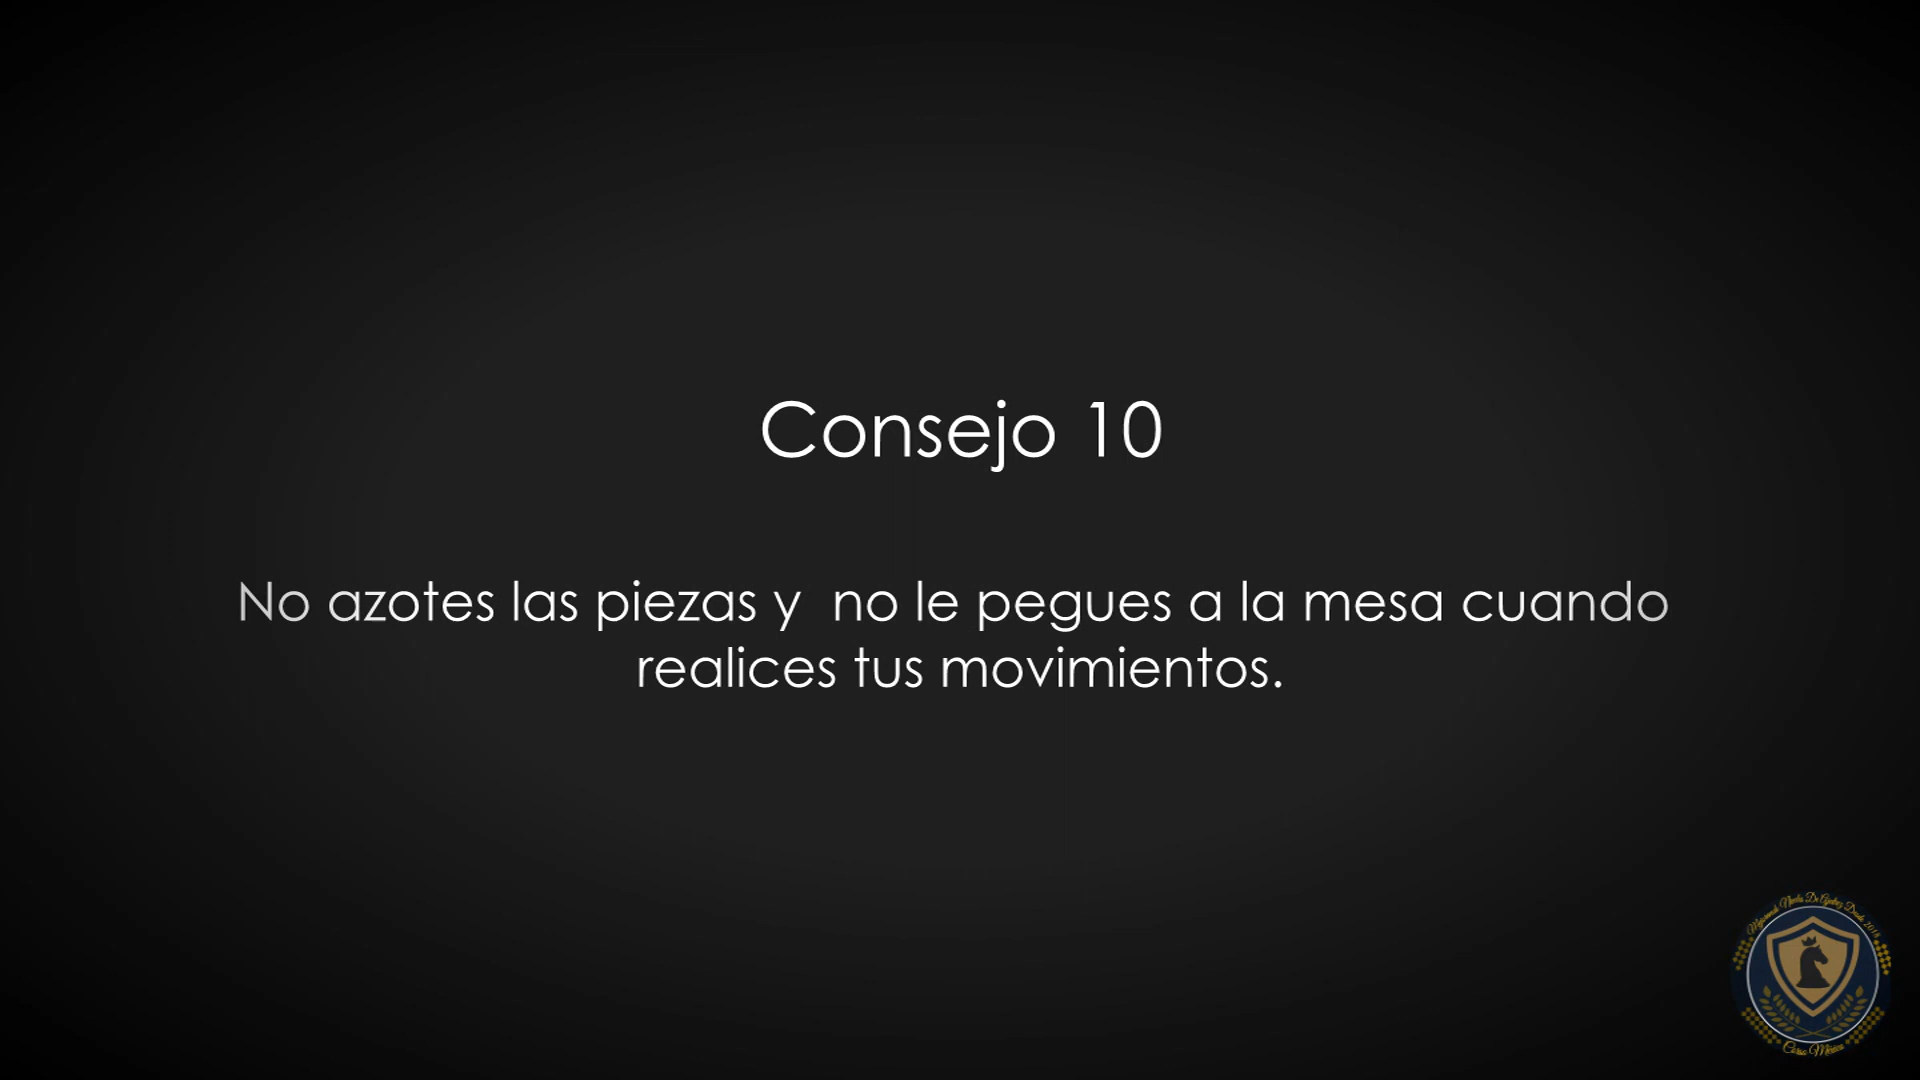 Consejo 10
No azotes las piezas y  no le pegues a la mesa cuando
realices tus movimientos.